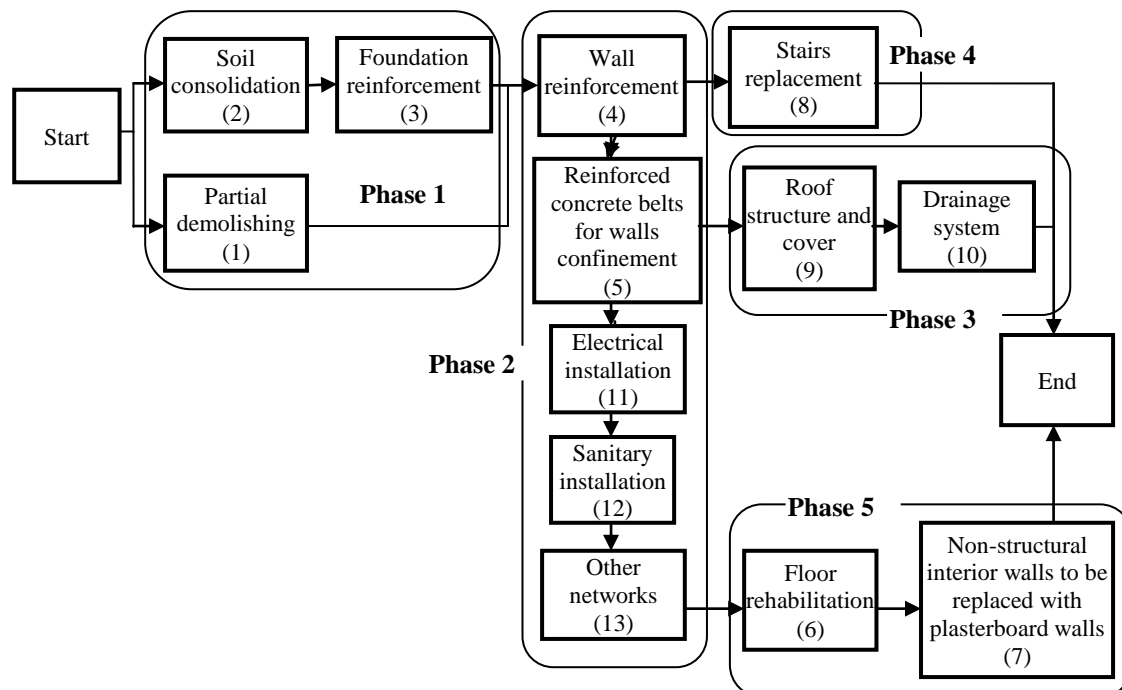 Start
Soil
consolidation
(2)
Foundation
reinforcement
(3)
Partial
demolishing
(1)
Phase 1
Wall
reinforcement
(4)
Reinforced
concrete belts
for walls
confinement
(5)
Electrical
installation
(11)
Sanitary
installation
(12)
Other
networks
(13)
Phase 2
Stairs
replacement
(8)
Phase 4
Roof
structure and
cover
(9)
Drainage
system
(10)
Phase 3
End
Phase 5
Floor
rehabilitation
(6)
Non-structural
interior walls to be
replaced with
plasterboard walls
(7)